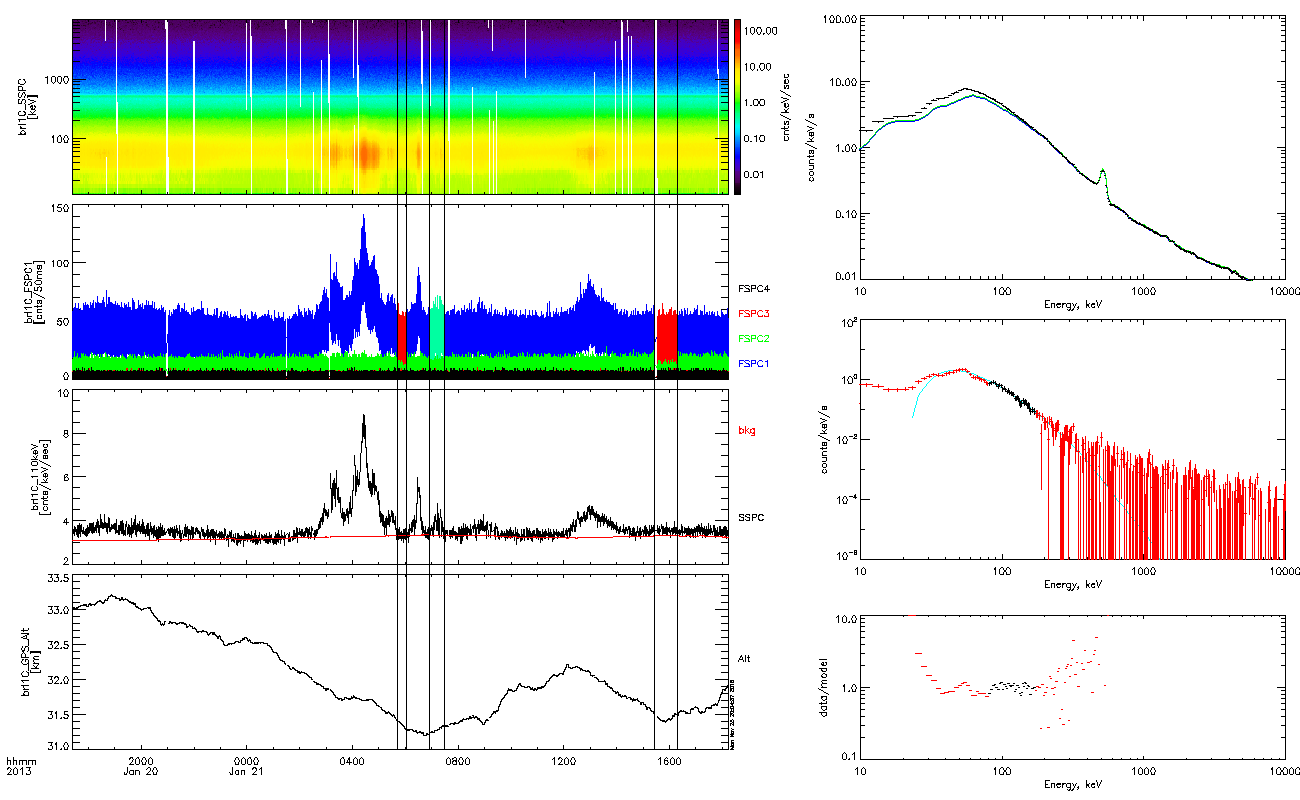 brl1C_SSPC
[keV]
1000
100
100.00
10.00
1.00
0.10
0.01
cnts/keV/sec
brl1C_FSPC1
[cnts/50ms]
150
100
50
0
FSPC4
FSPC3
FSPC2
FSPC1
brl1C_110keV
[cnts/keV/sec]
10
8
6
4
2
bkg
SSPC
brl1C_GPS_Alt
[km]
33.5
33.0
32.5
32.0
31.5
31.0
Alt
hhmm
2013
2000
Jan 20
0000
Jan 21
0400
0800
1200
1600
counts/keV/s
100.00
10.00
1.00
0.10
0.01
10 100 1000 10000
Energy, keV
counts/keV/s
10^2
10^0
10^-2
10^-4
10 100 1000 10000
Energy, keV
data/model
10.0
1.0
0.1
10 100 1000 10000
Energy, keV